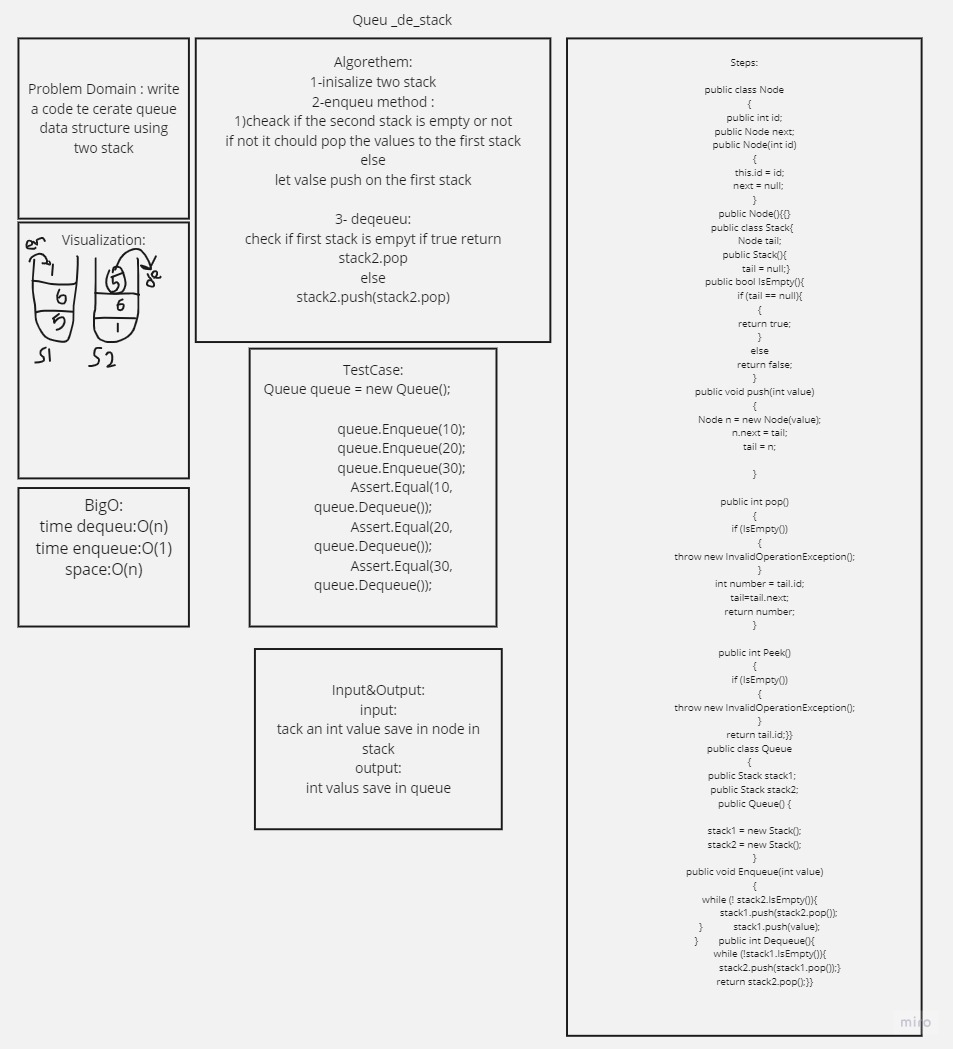 Queu _de_stack
Problem Domain : write
a code te cerate queue
data structure using
two stack
Visualization:
en
1
6
5
S1
5
6
1
de
S2
BigO:
time dequeu:O(n)
time enqueue:O(1)
space:O(n)
Algorethem:
1-inisalize two stack
2-enqueu method :
1)cheack if the second stack is empty or not
if not it chould pop the values to the first stack
else
let valse push on the first stack
3- deqeueu:
check if first stack is empyt if true return
stack2.pop
else
stack2.push(stack2.pop)
TestCase:
Queue queue = new Queue();
queue.Enqueue(10);
queue.Enqueue(20);
queue.Enqueue(30);
Assert.Equal(10,
queue.Dequeue());
Assert.Equal(20,
queue.Dequeue());
Assert.Equal(30,
queue.Dequeue());
Input&Output:
input:
tack an int value save in node in
stack
output:
int valus save in queue
Steps:
public class Node
{
public int id;
public Node next;
public Node(int id)
{
this.id = id;
next = null;
}
public Node(){{}
public class Stack{
Node tail;
public Stack(){
tail = null;}
public bool IsEmpty(){
if (tail == null){
{
return true;
}
else
return false;
}
public void push(int value)
{
Node n = new Node(value);
n.next = tail;
tail = n;
}
public int pop()
{
if (IsEmpty())
{
throw new InvalidOperationException();
}
int number = tail.id;
tail=tail.next;
return number;
}
public int Peek()
{
if (IsEmpty())
{
throw new InvalidOperationException();
}
return tail.id;}}
public class Queue
{
public Stack stack1;
public Stack stack2;
public Queue() {
stack1 = new Stack();
stack2 = new Stack();
}
public void Enqueue(int value)
{
while (! stack2.IsEmpty()){
stack1.push(stack2.pop());
} stack1.push(value);
} public int Dequeue(){
while (!stack1.IsEmpty()){
stack2.push(stack1.pop());}
return stack2.pop();}}
miro